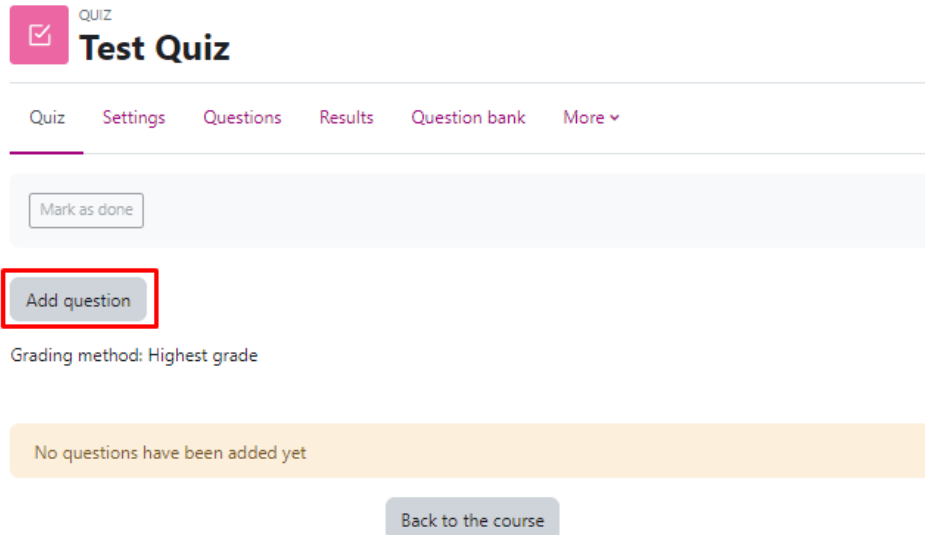 QUIZ
Test Quiz
Quiz Settings Questions Results Question bank More
Mark as done
Add question
Grading method: Highest grade
No questions have been added yet
Back to the course